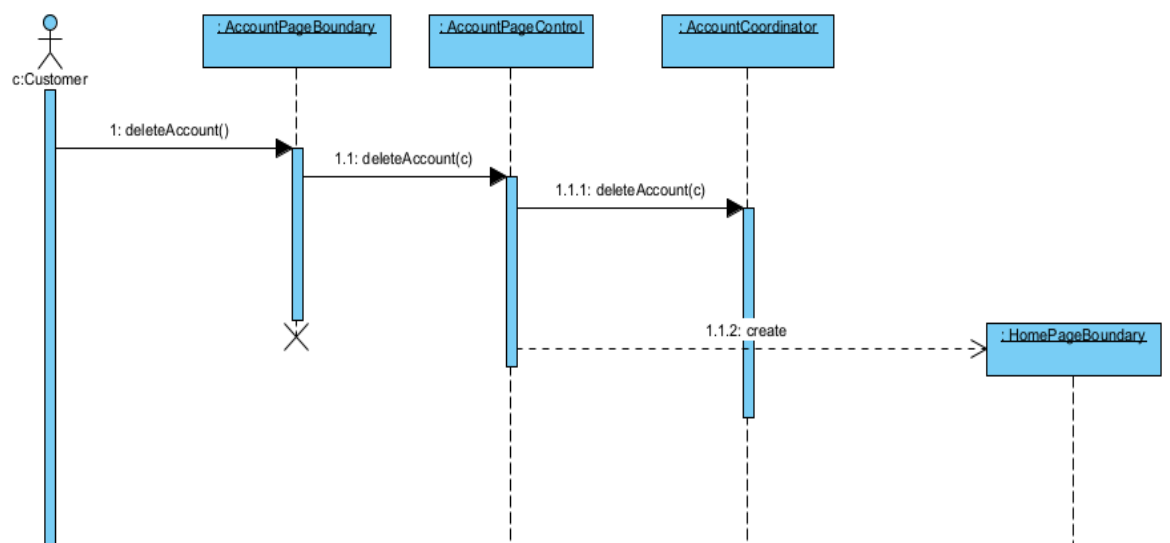 : AccountPageBoundary
: AccountPageControl
: AccountCoordinator
c:Customer
1: deleteAccount()
1.1: deleteAccount(c)
1.1.1: deleteAccount(c)
1.1.2: create
: HomePageBoundary